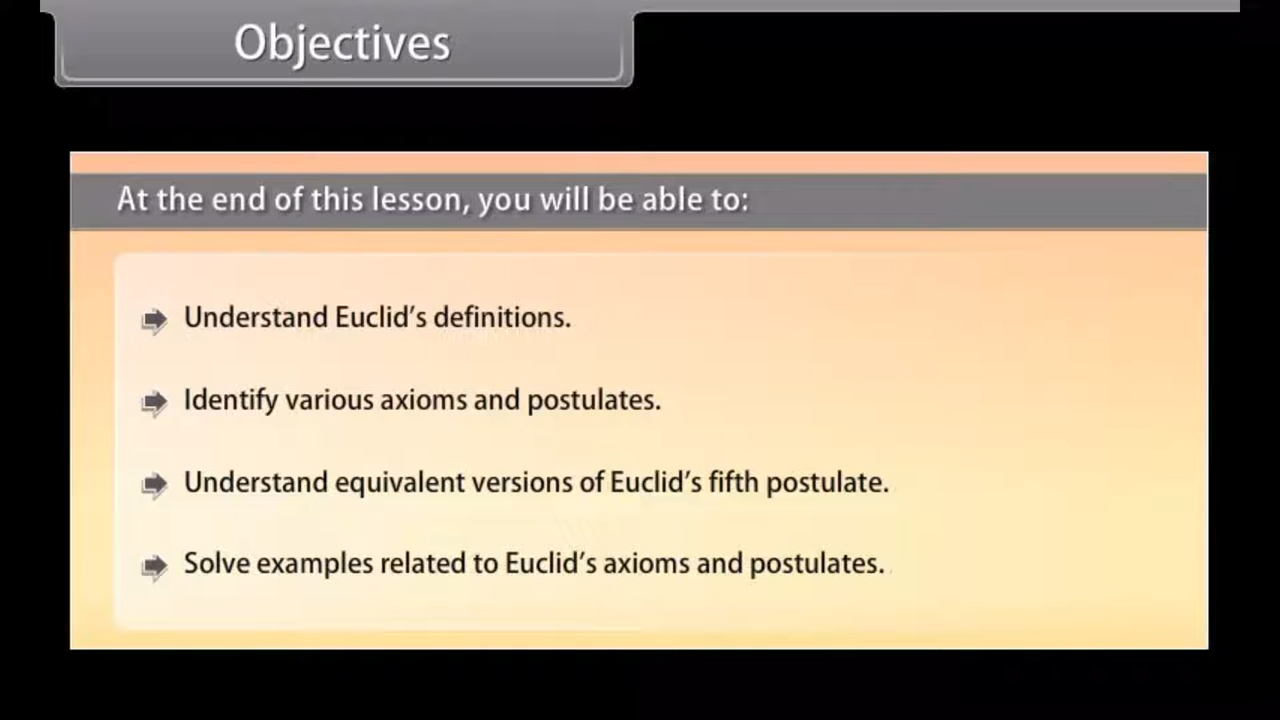 Objectives
At the end of this lesson, you will be able to:
Understand Euclid's definitions.
Identify various axioms and postulates.
Understand equivalent versions of Euclid's fifth postulate.
Solve examples related to Euclid's axioms and postulates.